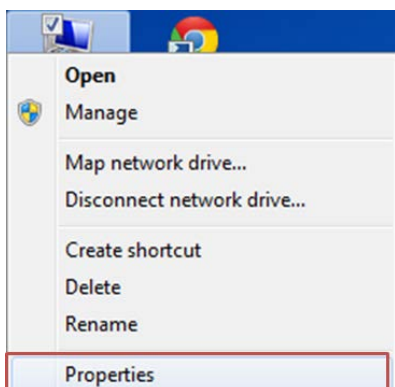 Open
Manage
Map network drive...
Disconnect network drive...
Create shortcut
Delete
Rename
Properties